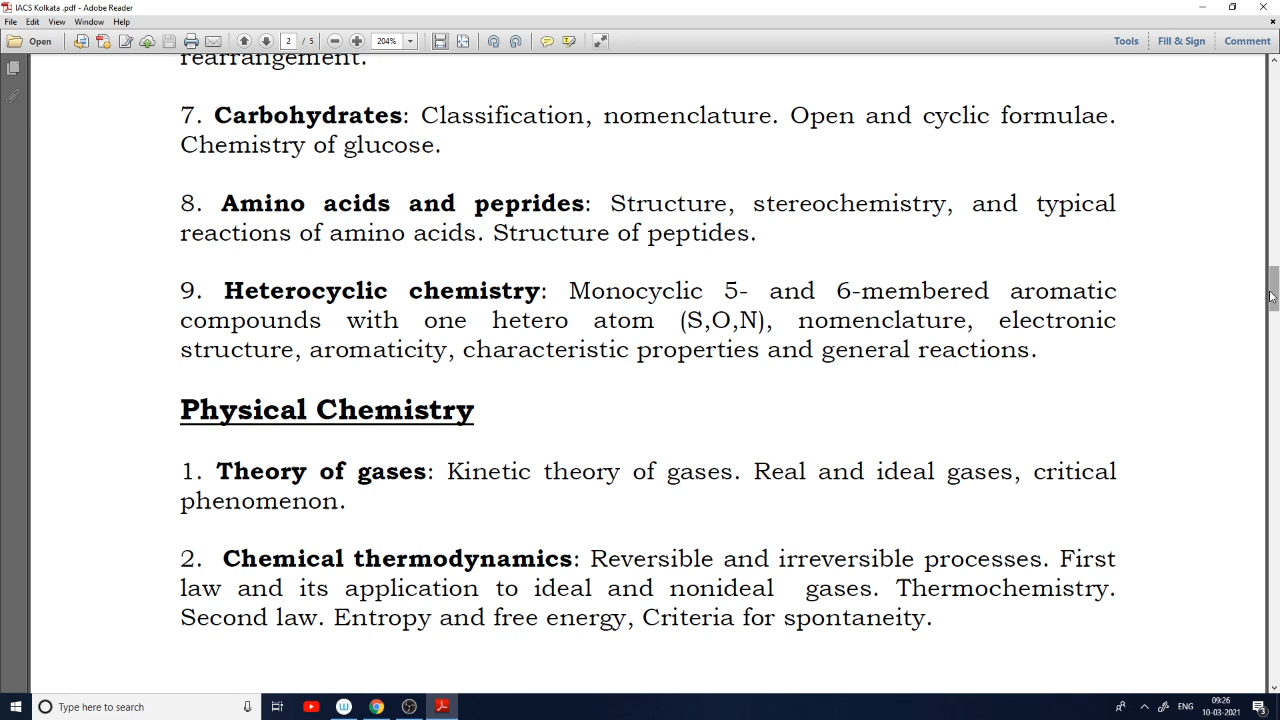 IACS Kolkata .pdf - Adobe Reader
File Edit View Window Help
Open 2 / 5 204% Tools Fill & Sign Comment
rearrangement.
7. Carbohydrates: Classification, nomenclature. Open and cyclic formulae.
Chemistry of glucose.
8. Amino acids and peprides: Structure, stereochemistry, and typical
reactions of amino acids. Structure of peptides.
9. Heterocyclic chemistry: Monocyclic 5- and 6-membered aromatic
compounds with one hetero atom (S,O,N), nomenclature, electronic
structure, aromaticity, characteristic properties and general reactions.
Physical Chemistry
1. Theory of gases: Kinetic theory of gases. Real and ideal gases, critical
phenomenon.
2. Chemical thermodynamics: Reversible and irreversible processes. First
law and its application to ideal and nonideal gases. Thermochemistry.
Second law. Entropy and free energy, Criteria for spontaneity.
Type here to search
ENG
09:26
10-03-2021
3